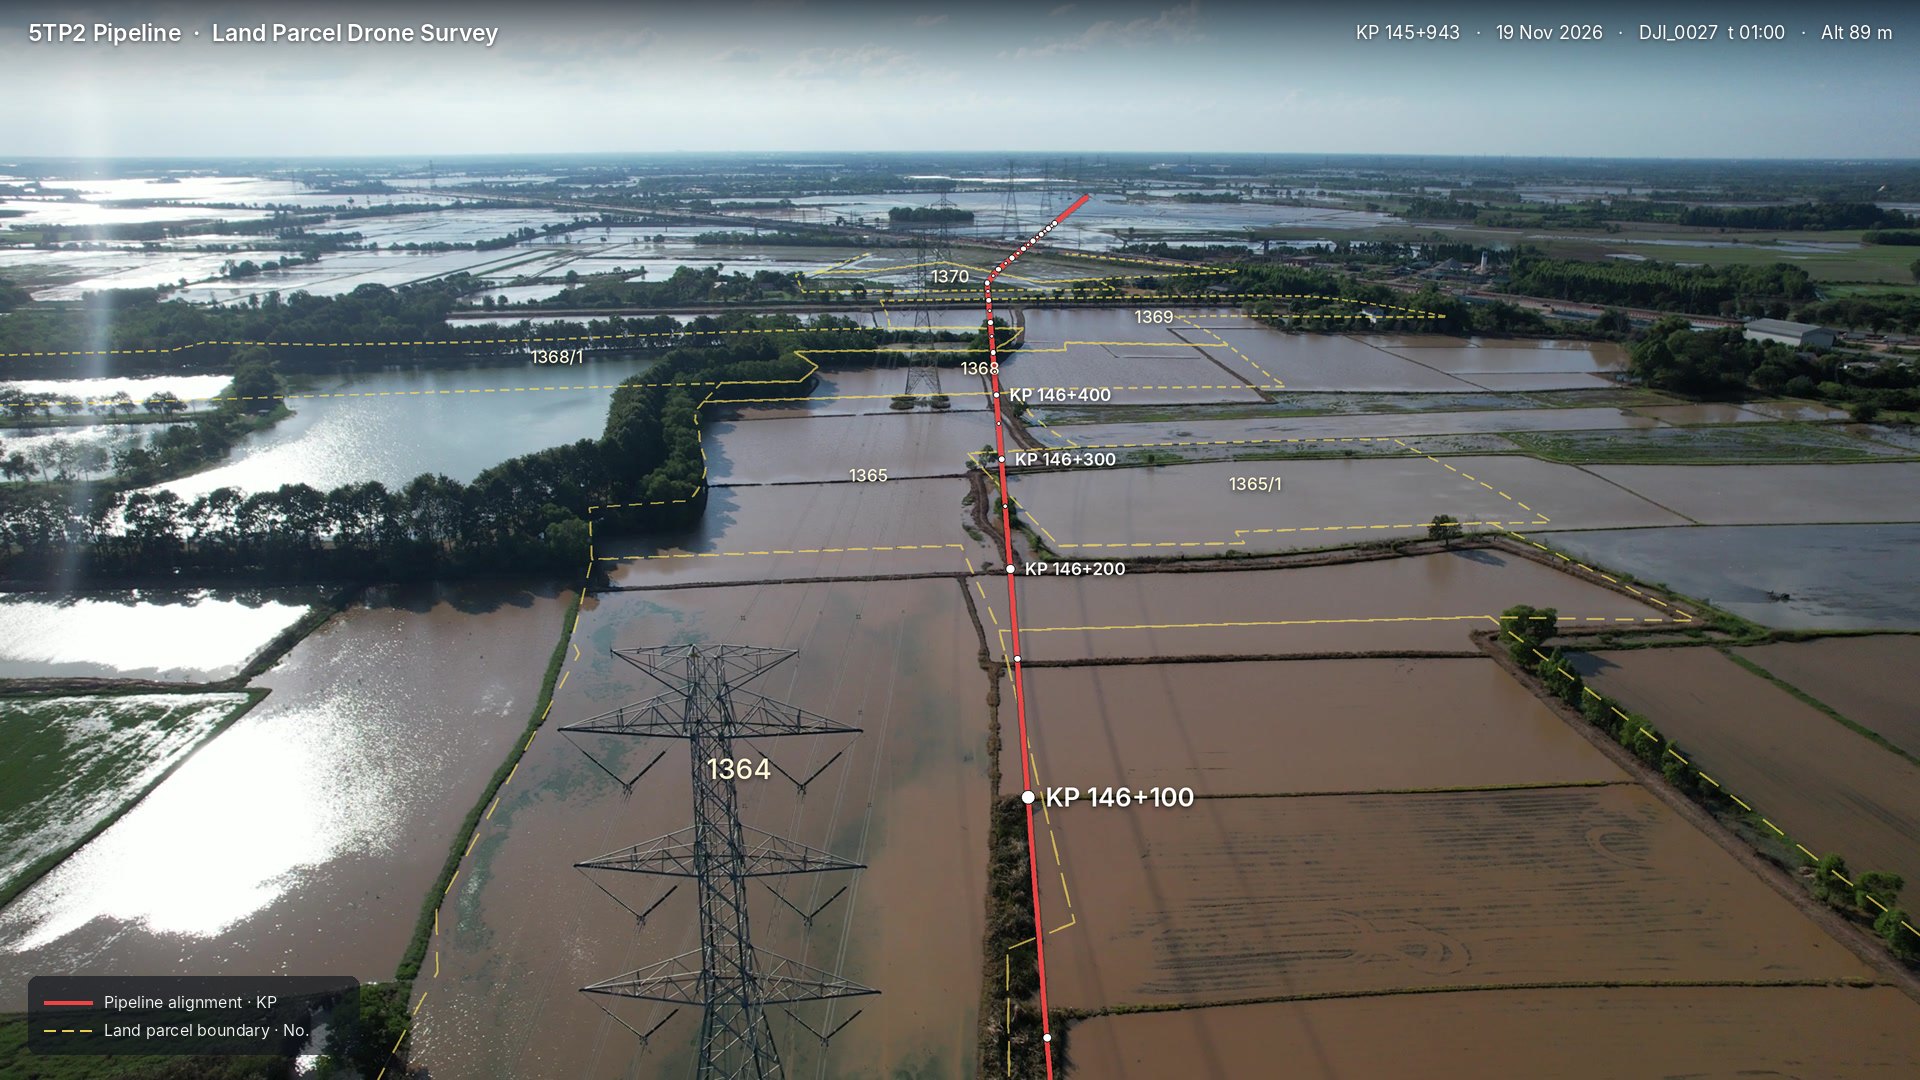 5TP2 Pipeline · Land Parcel Drone Survey
KP 145+943 · 19 Nov 2026 · DJI_0027 t 01:00 · Alt 89 m
1370
1369
1368/1
1368
KP 146+400
KP 146+300
1365
1365/1
KP 146+200
1364
KP 146+100
Pipeline alignment · KP
Land parcel boundary · No.